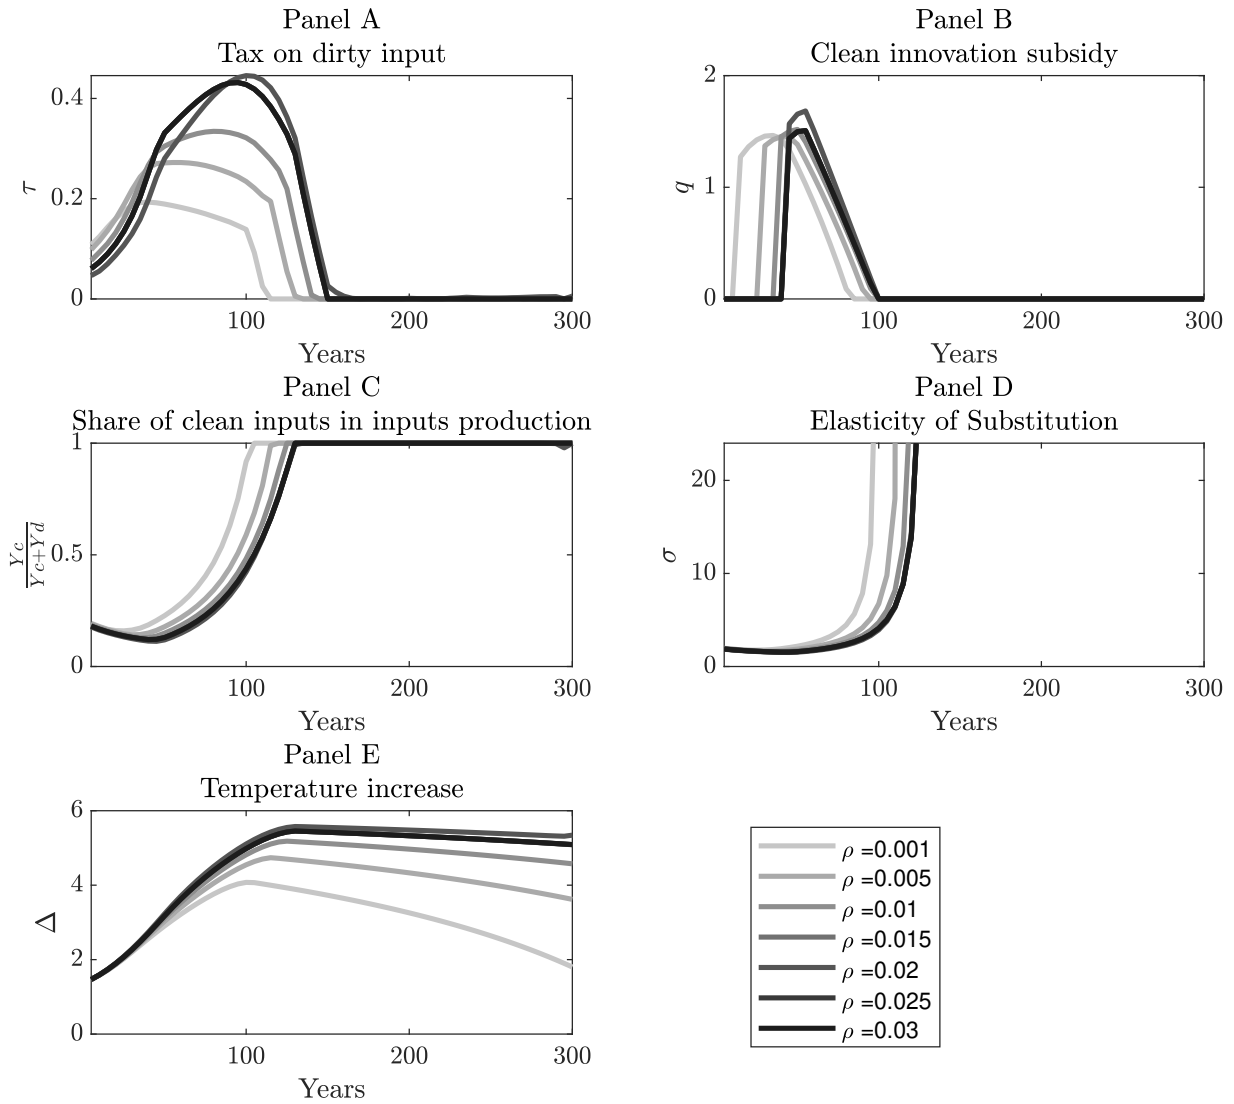 Panel A
Tax on dirty input
τ
0.4
0.2
0
100
200
300
Years
Panel B
Clean innovation subsidy
q
2
1
0
100
200
300
Years
Panel C
Share of clean inputs in inputs production
Yc
Yc+Yd
1
0.5
0
100
200
300
Years
Panel D
Elasticity of Substitution
σ
20
10
0
100
200
300
Years
Panel E
Temperature increase
Δ
6
4
2
0
100
200
300
Years
ρ =0.001
ρ =0.005
ρ =0.01
ρ =0.015
ρ =0.02
ρ =0.025
ρ =0.03